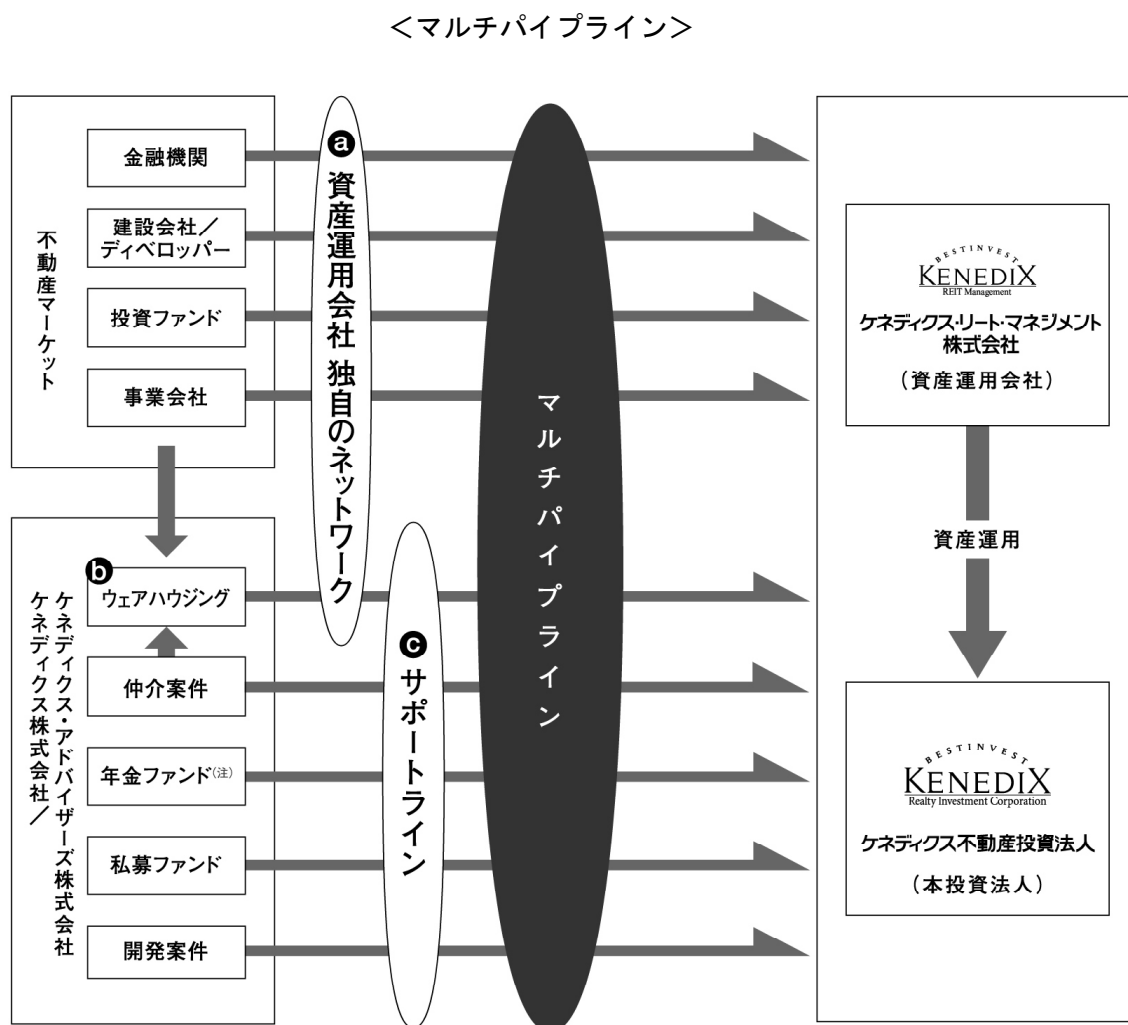 ＜マルチパイプライン＞
不動産マーケット
金融機関
建設会社／
ディベロッパー
投資ファンド
事業会社
ケネディクス株式会社／
ケネディクス・アドバイザーズ株式会社
b
ウェアハウジング
仲介案件
年金ファンド(注)
私募ファンド
開発案件
a 資産運用会社 独自のネットワーク
c サポートライン
マルチパイプライン
BESTINVEST
KENEDIX
REIT Management
ケネディクス・リート・マネジメント
株式会社
（資産運用会社）
資産運用
BESTINVEST
KENEDIX
Realty Investment Corporation
ケネディクス不動産投資法人
（本投資法人）